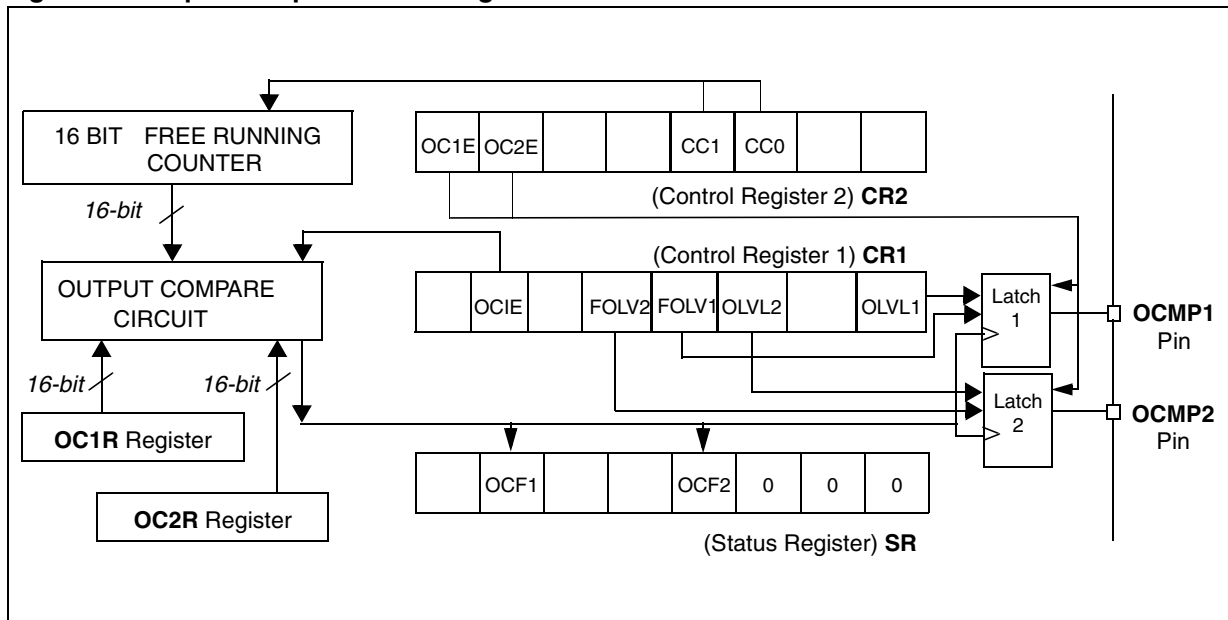 16 BIT FREE RUNNING
COUNTER
16-bit
OC1E OC2E CC1 CC0
(Control Register 2) CR2
(Control Register 1) CR1
OUTPUT COMPARE
CIRCUIT
OCIE FOLV2 FOLV1 OLVL2 OLVL1
Latch
1
OCMP1
Pin
16-bit 16-bit
Latch
2
OCMP2
Pin
OC1R Register
OCF1 OCF2 0 0 0
OC2R Register
(Status Register) SR